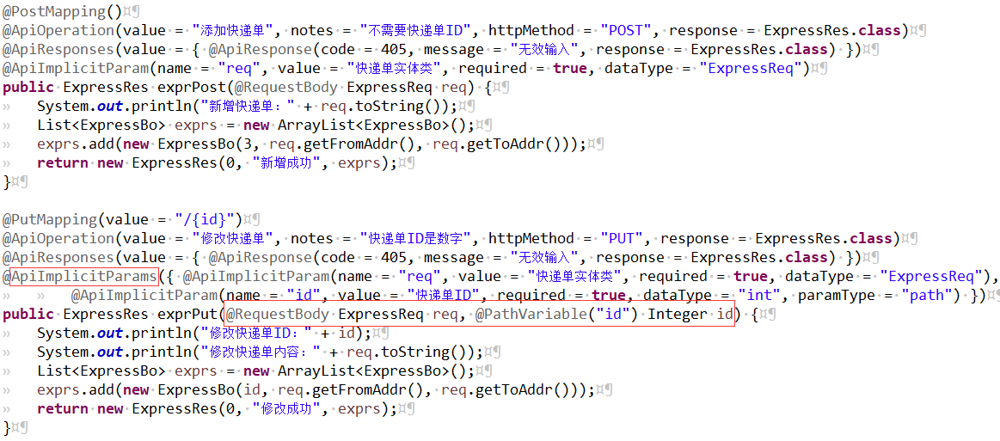 @PostMapping()
@ApiOperation(value = "添加快递单", notes = "不需要快递单ID", httpMethod = "POST", response = ExpressRes.class)
@ApiResponses(value = { @ApiResponse(code = 405, message = "无效输入", response = ExpressRes.class) })
@ApiImplicitParam(name = "req", value = "快递单实体类", required = true, dataType = "ExpressReq")
public ExpressRes exprPost(@RequestBody ExpressReq req) {
System.out.println("新增快递单：" + req.toString());
List<ExpressBo> exprs = new ArrayList<ExpressBo>();
exprs.add(new ExpressBo(3, req.getFromAddr(), req.getToAddr()));
return new ExpressRes(0, "新增成功", exprs);
}
@PutMapping(value = "/{id}")
@ApiOperation(value = "修改快递单", notes = "快递单ID是数字", httpMethod = "PUT", response = ExpressRes.class)
@ApiResponses(value = { @ApiResponse(code = 405, message = "无效输入", response = ExpressRes.class) })
@ApiImplicitParams({ @ApiImplicitParam(name = "req", value = "快递单实体类", required = true, dataType = "ExpressReq"),
@ApiImplicitParam(name = "id", value = "快递单ID", required = true, dataType = "int", paramType = "path") })
public ExpressRes exprPut(@RequestBody ExpressReq req, @PathVariable("id") Integer id) {
System.out.println("修改快递单ID：" + id);
System.out.println("修改快递单内容：" + req.toString());
List<ExpressBo> exprs = new ArrayList<ExpressBo>();
exprs.add(new ExpressBo(id, req.getFromAddr(), req.getToAddr()));
return new ExpressRes(0, "修改成功", exprs);
}